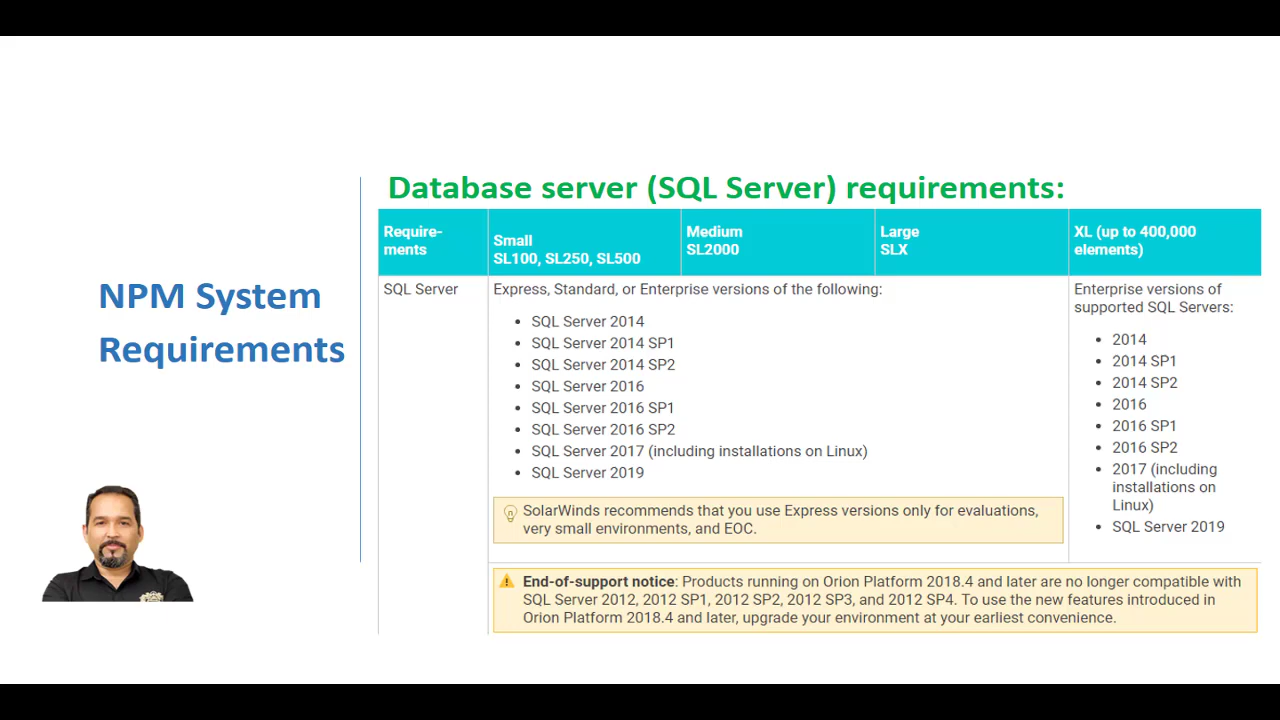 NPM System
Requirements
Database server (SQL Server) requirements:
Require-
ments
Small
SL100, SL250, SL500
Medium
SL2000
Large
SLX
XL (up to 400,000
elements)
SQL Server
Express, Standard, or Enterprise versions of the following:
• SQL Server 2014
• SQL Server 2014 SP1
• SQL Server 2014 SP2
• SQL Server 2016
• SQL Server 2016 SP1
• SQL Server 2016 SP2
• SQL Server 2017 (including installations on Linux)
• SQL Server 2019
SolarWinds recommends that you use Express versions only for evaluations,
very small environments, and EOC.
Enterprise versions of
supported SQL Servers:
• 2014
• 2014 SP1
• 2014 SP2
• 2016
• 2016 SP1
• 2016 SP2
• 2017 (including
installations on
Linux)
• SQL Server 2019
End-of-support notice: Products running on Orion Platform 2018.4 and later are no longer compatible with
SQL Server 2012, 2012 SP1, 2012 SP2, 2012 SP3, and 2012 SP4. To use the new features introduced in
Orion Platform 2018.4 and later, upgrade your environment at your earliest convenience.